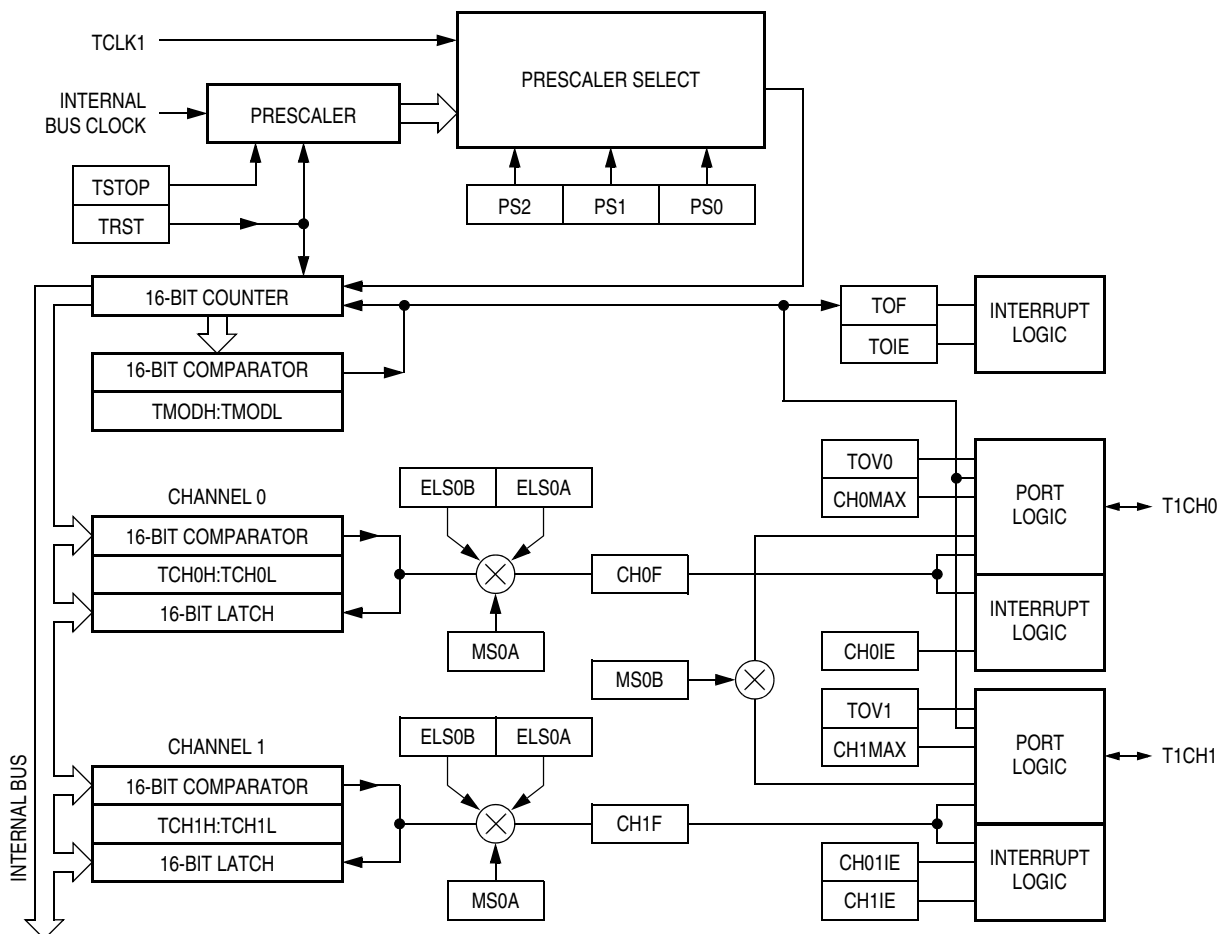 TCLK1
PRESCALER SELECT
INTERNAL
BUS CLOCK
PRESCALER
TSTOP
TRST
PS2
PS1
PS0
16-BIT COUNTER
TOF
TOIE
INTERRUPT
LOGIC
16-BIT COMPARATOR
TMODH:TMODL
CHANNEL 0
16-BIT COMPARATOR
TCH0H:TCH0L
16-BIT LATCH
ELS0B
ELS0A
MS0A
CH0F
TOV0
CH0MAX
PORT
LOGIC
T1CH0
INTERRUPT
LOGIC
CH0IE
MS0B
CHANNEL 1
16-BIT COMPARATOR
TCH1H:TCH1L
16-BIT LATCH
ELS0B
ELS0A
MS0A
CH1F
TOV1
CH1MAX
PORT
LOGIC
T1CH1
INTERRUPT
LOGIC
CH01IE
CH1IE
INTERNAL BUS